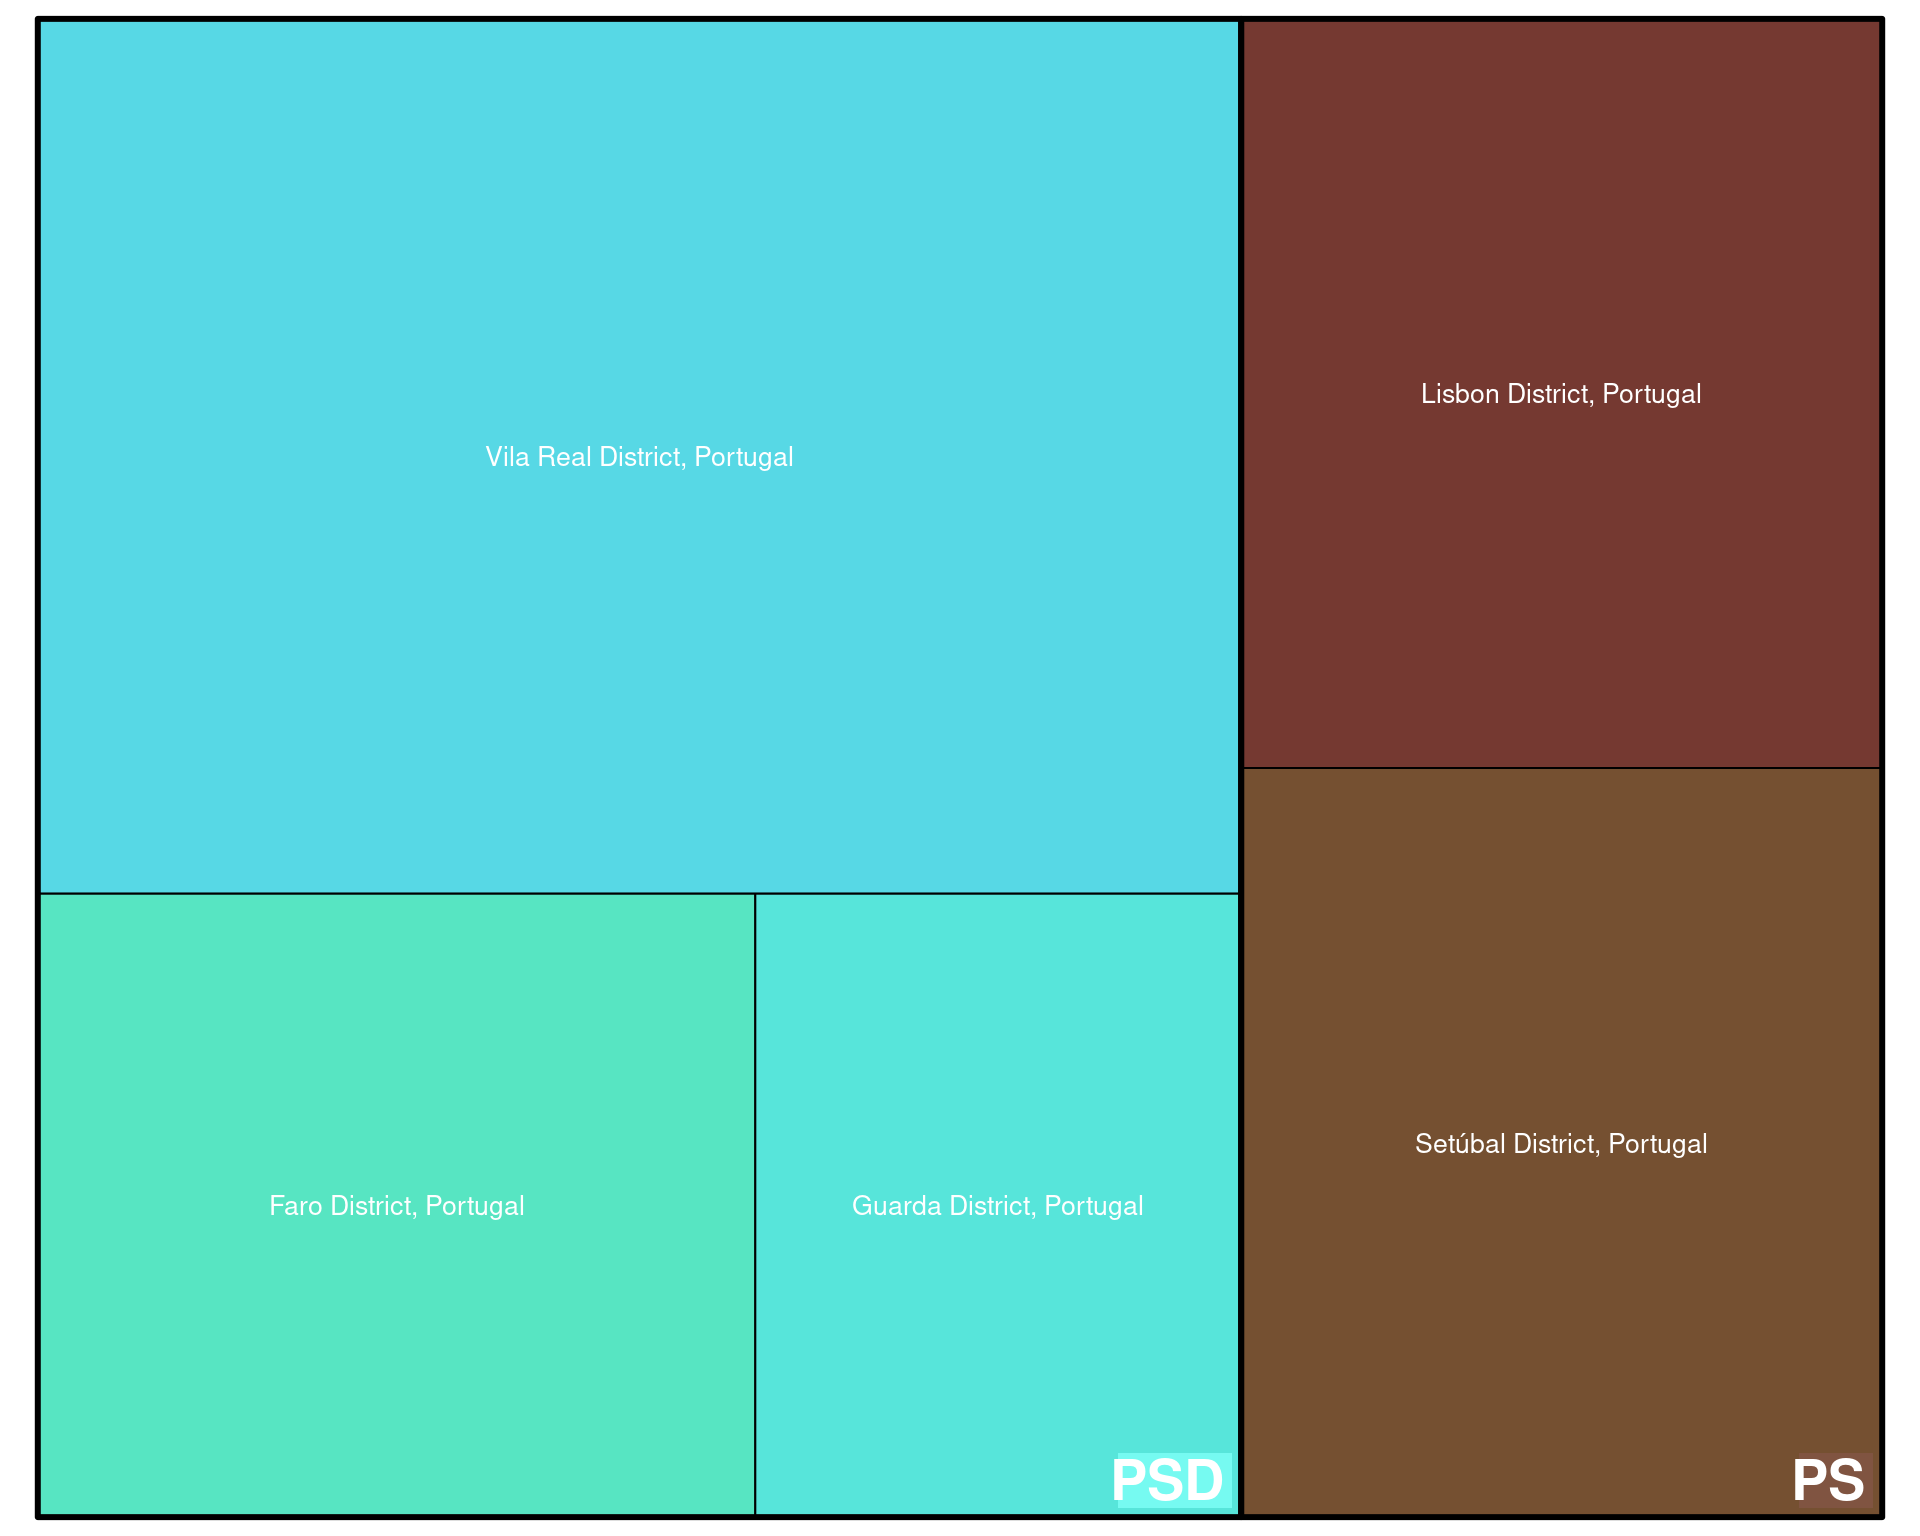 Vila Real District, Portugal
Faro District, Portugal
Guarda District, Portugal
PSD
Lisbon District, Portugal
Setúbal District, Portugal
PS